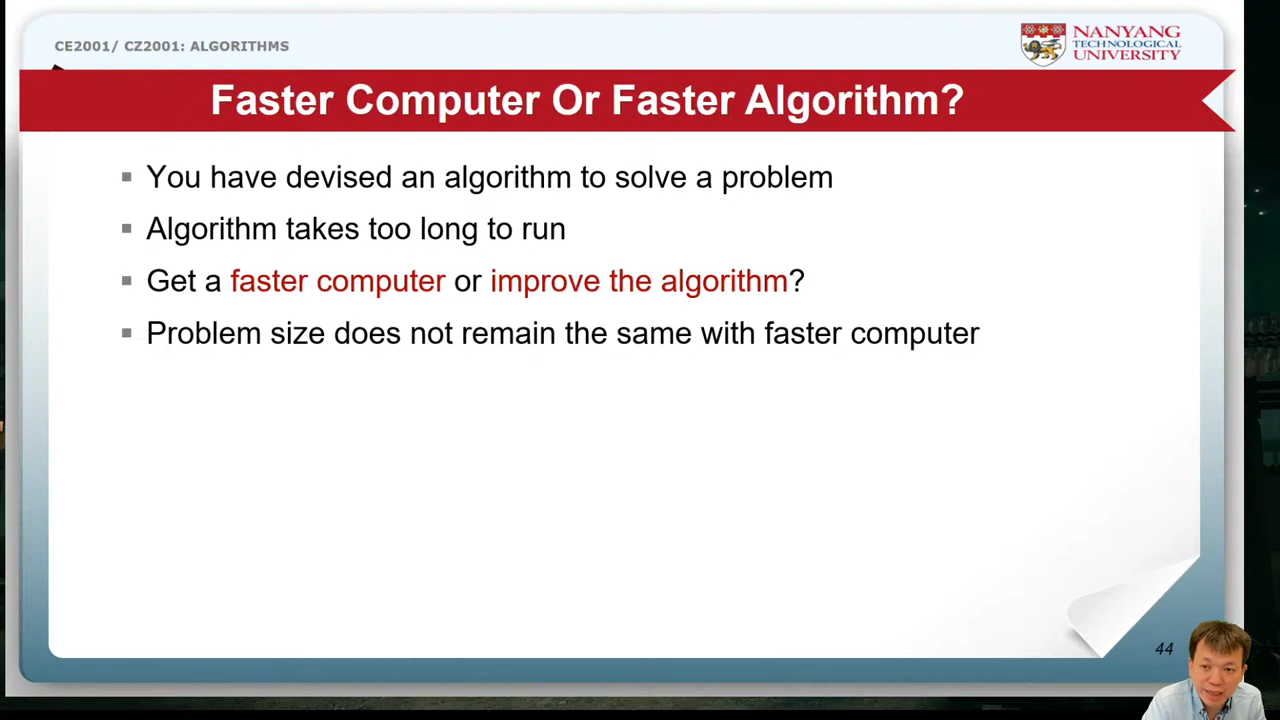 CE2001/ CZ2001: ALGORITHMS
NANYANG
TECHNOLOGICAL
UNIVERSITY
Faster Computer Or Faster Algorithm?
You have devised an algorithm to solve a problem
Algorithm takes too long to run
Get a faster computer or improve the algorithm?
Problem size does not remain the same with faster computer
44